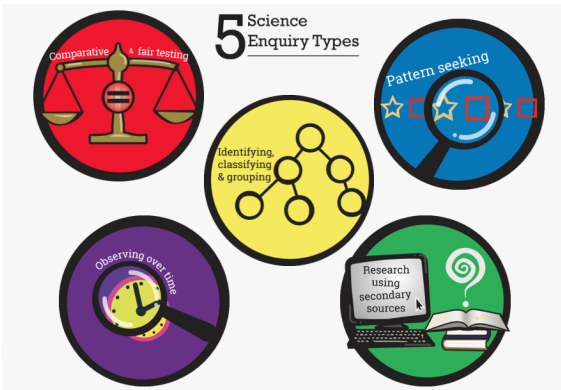 5 Science
Enquiry Types
Comparative & fair testing
Pattern seeking
Identifying,
classifying
& grouping
Observing over time
Research
using
secondary
sources